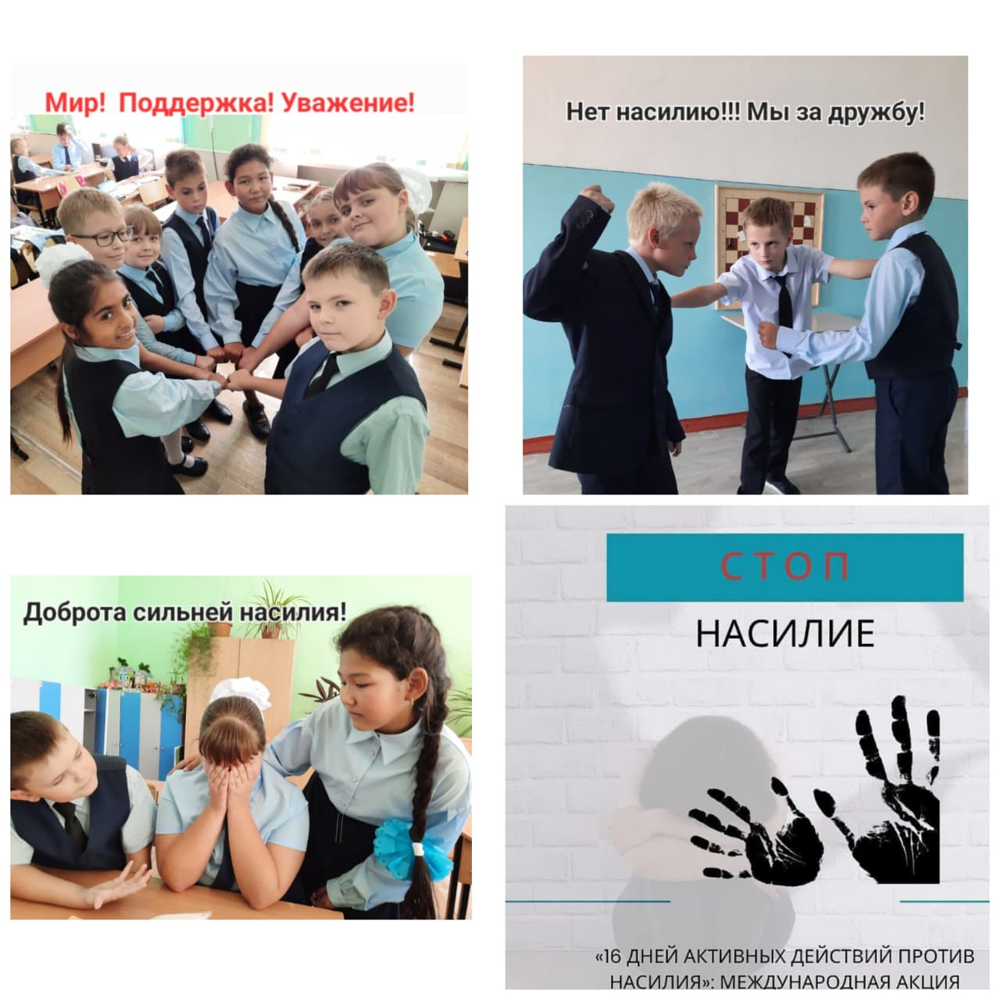 Мир! Поддержка! Уважение!
Нет насилию!!! Мы за дружбу!
Доброта сильней насилия!
СТОП
НАСИЛИЕ
«16 ДНЕЙ АКТИВНЫХ ДЕЙСТВИЙ ПРОТИВ
НАСИЛИЯ»: МЕЖДУНАРОДНАЯ АКЦИЯ